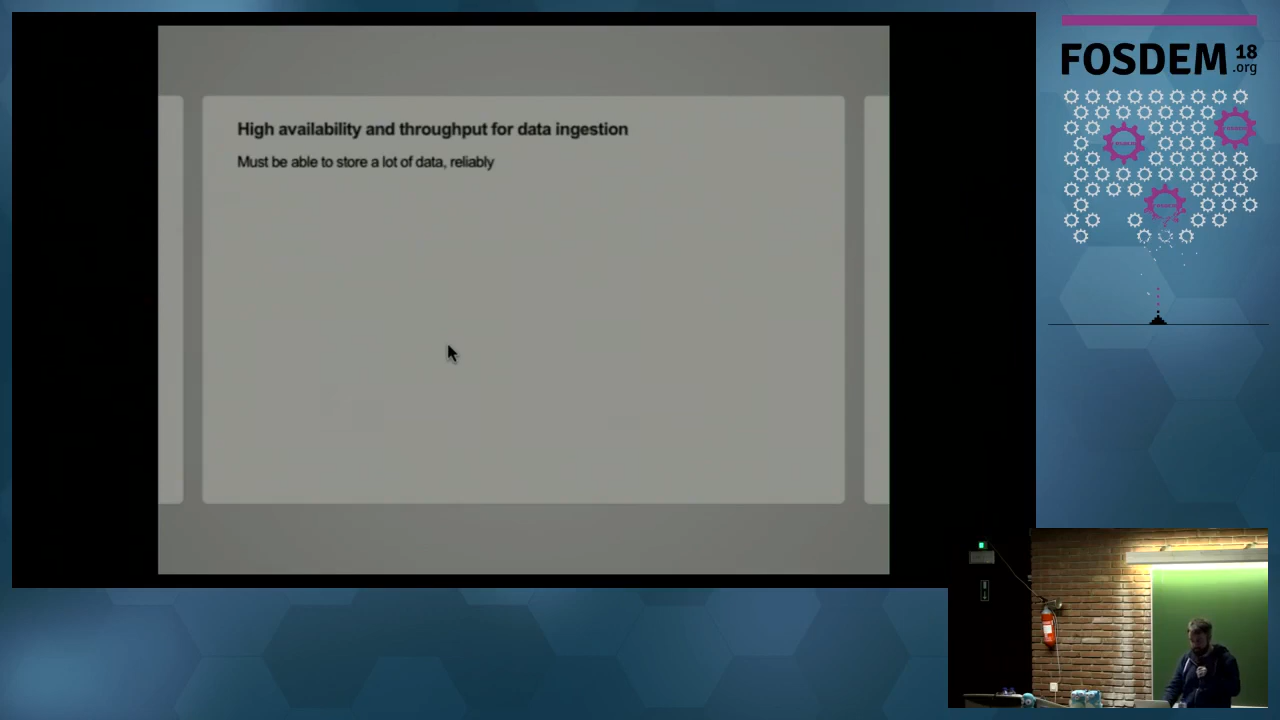 High availability and throughput for data ingestion
Must be able to store a lot of data, reliably
FOSDEM 18
.org